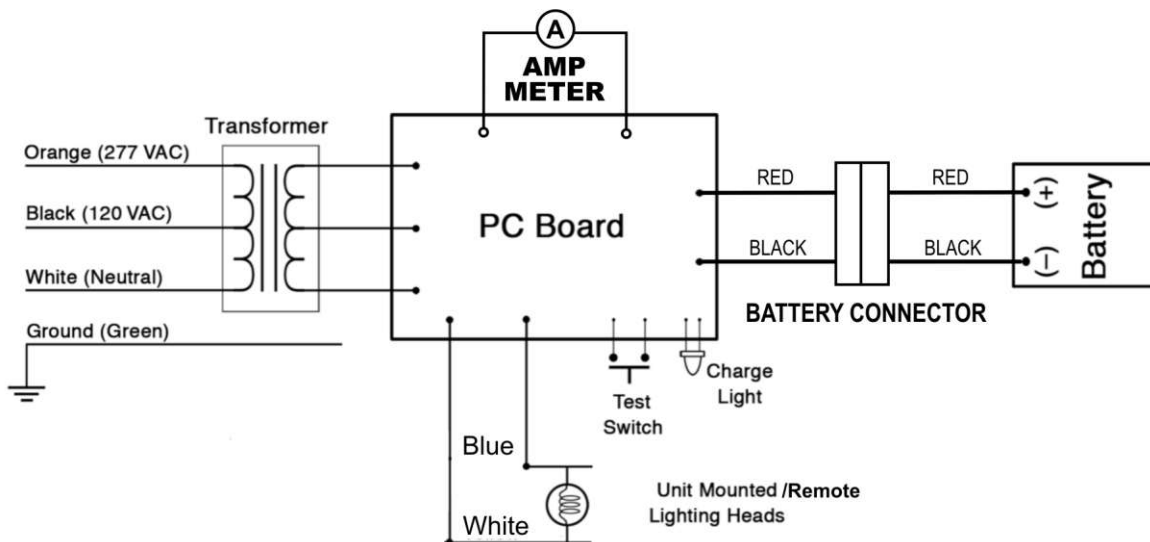 A
AMP
METER
Transformer
Orange (277 VAC)
Black (120 VAC)
White (Neutral)
Ground (Green)
PC Board
RED
RED
BLACK
BLACK
(+)
(−)
Battery
BATTERY CONNECTOR
Charge
Light
Test
Switch
Blue
White
Unit Mounted /Remote
Lighting Heads